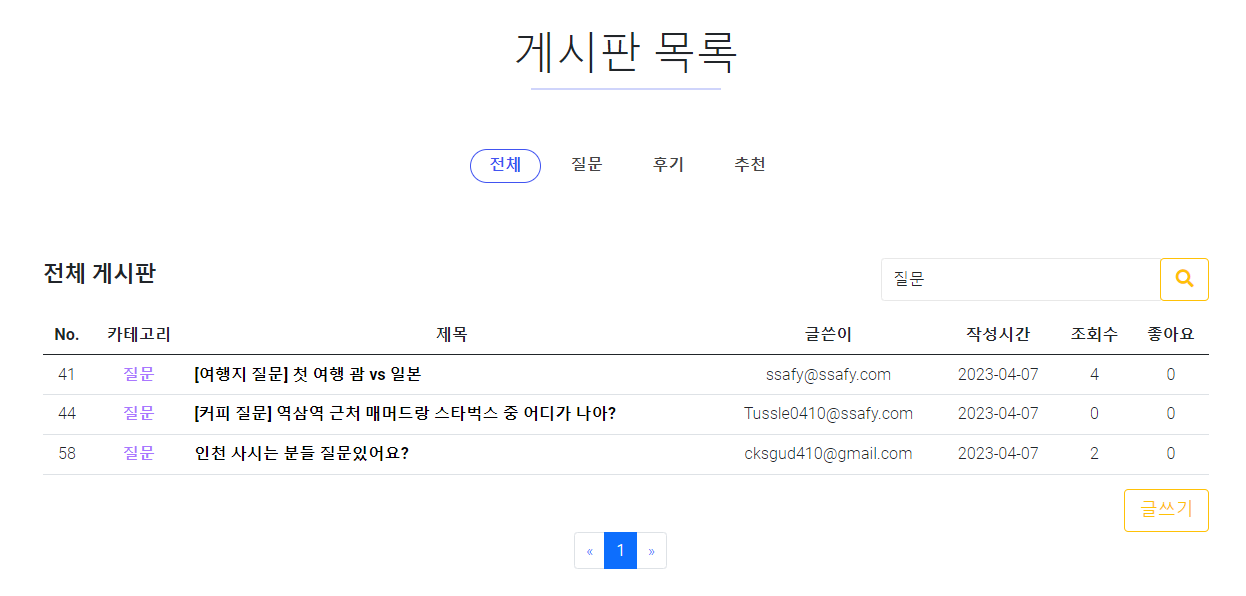 게시판 목록
전체 질문 후기 추천
전체 게시판 질문
No. 카테고리 제목 글쓴이 작성시간 조회수 좋아요
41 질문 [여행지 질문] 첫 여행 괌 vs 일본 ssafy@ssafy.com 2023-04-07 4 0
44 질문 [커피 질문] 역삼역 근처 매머드랑 스타벅스 중 어디가 나아? Tussle0410@ssafy.com 2023-04-07 0 0
58 질문 인천 사시는 분들 질문있어요? cksgud410@gmail.com 2023-04-07 2 0
글쓰기
« 1 »